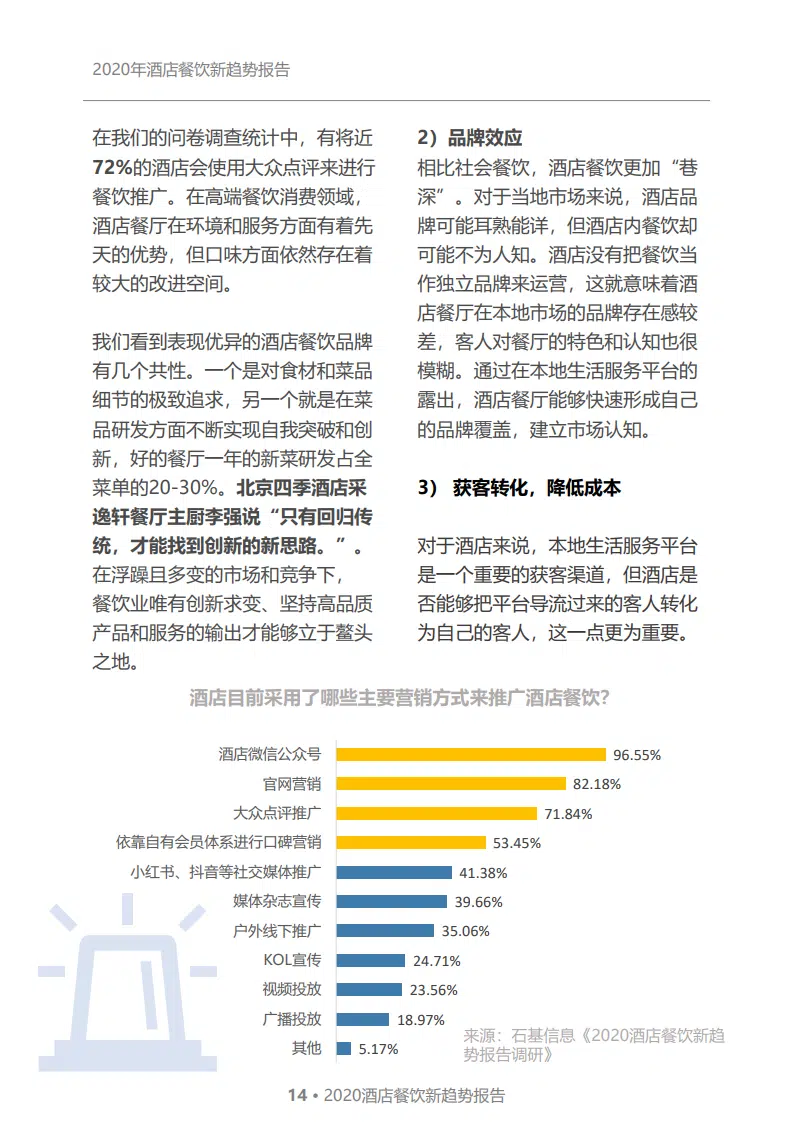 2020年酒店餐饮新趋势报告
在我们的问卷调查统计中，有将近
72%的酒店会使用大众点评来进行
餐饮推广。在高端餐饮消费领域，
酒店餐厅在环境和服务方面有着先
天的优势，但口味方面依然存在着
较大的改进空间。
我们看到表现优异的酒店餐饮品牌
有几个共性。一个是对食材和菜品
细节的极致追求，另一个就是在菜
品研发方面不断实现自我突破和创
新，好的餐厅一年的新菜研发占全
菜单的20-30%。北京四季酒店采
逸轩餐厅主厨李强说“只有回归传
统，才能找到创新的新思路。”。
在浮躁且多变的市场和竞争下，
餐饮业唯有创新求变、坚持高品质
产品和服务的输出才能够立于鳌头
之地。
2）品牌效应
相比社会餐饮，酒店餐饮更加“巷
深”。对于当地市场来说，酒店品
牌可能耳熟能详，但酒店内餐饮却
可能不为人知。酒店没有把餐饮当
作独立品牌来运营，这就意味着酒
店餐厅在本地市场的品牌存在感较
差，客人对餐厅的特色和认知也很
模糊。通过在本地生活服务平台的
露出，酒店餐厅能够快速形成自己
的品牌覆盖，建立市场认知。
3） 获客转化，降低成本
对于酒店来说，本地生活服务平台
是一个重要的获客渠道，但酒店是
否能够把平台导流过来的客人转化
为自己的客人，这一点更为重要。
酒店目前采用了哪些主要营销方式来推广酒店餐饮？
酒店微信公众号 96.55%
官网营销 82.18%
大众点评推广 71.84%
依靠自有会员体系进行口碑营销 53.45%
小红书、抖音等社交媒体推广 41.38%
媒体杂志宣传 39.66%
户外线下推广 35.06%
KOL宣传 24.71%
视频投放 23.56%
广播投放 18.97%
其他 5.17%
来源：石基信息《2020酒店餐饮新趋
势报告调研》
14 • 2020酒店餐饮新趋势报告